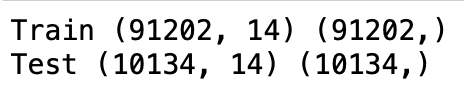 Train (91202, 14) (91202,)
Test (10134, 14) (10134,)